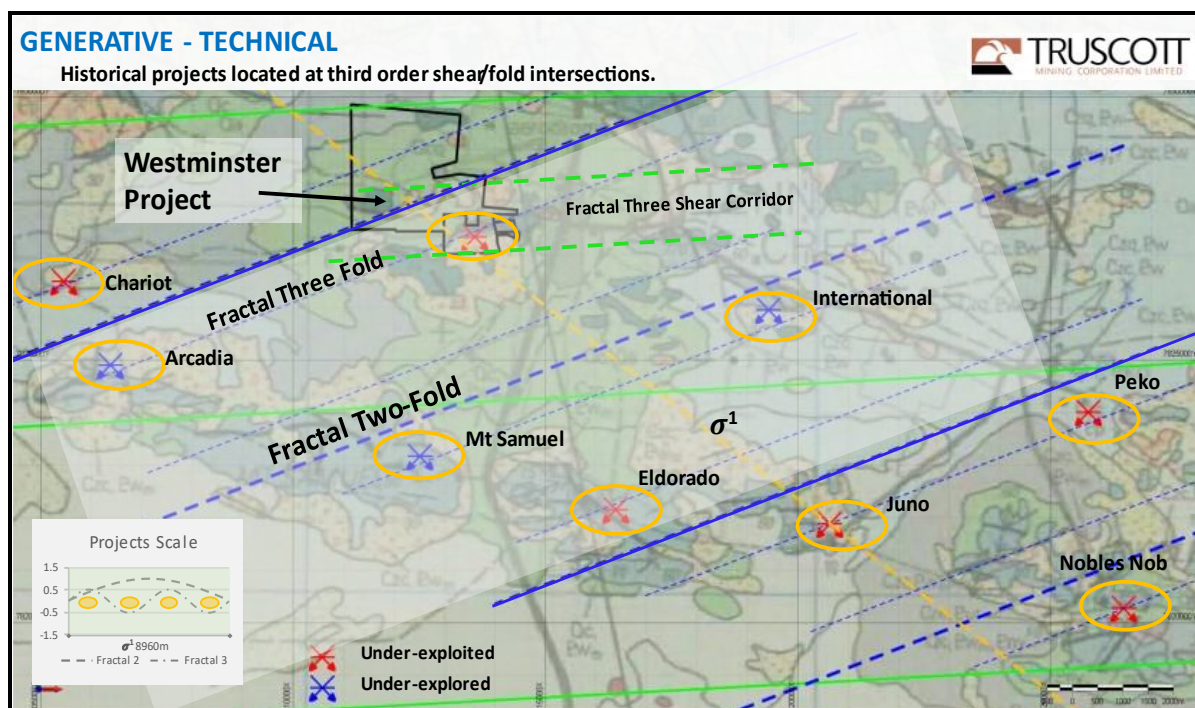 GENERATIVE - TECHNICAL
Historical projects located at third order shear/fold intersections.
TRUSCOTT
MINING CORPORATION LIMITED
Westminster
Project
Fractal Three Shear Corridor
Chariot
Fractal Three Fold
International
Arcadia
Peko
Fractal Two-Fold
σ¹
Mt Samuel
Eldorado
Juno
Nobles Nob
Projects Scale
1.5
0.5
-0.5
-1.5
σ¹ 8960m
Fractal 2
Fractal 3
Under-exploited
Under-explored